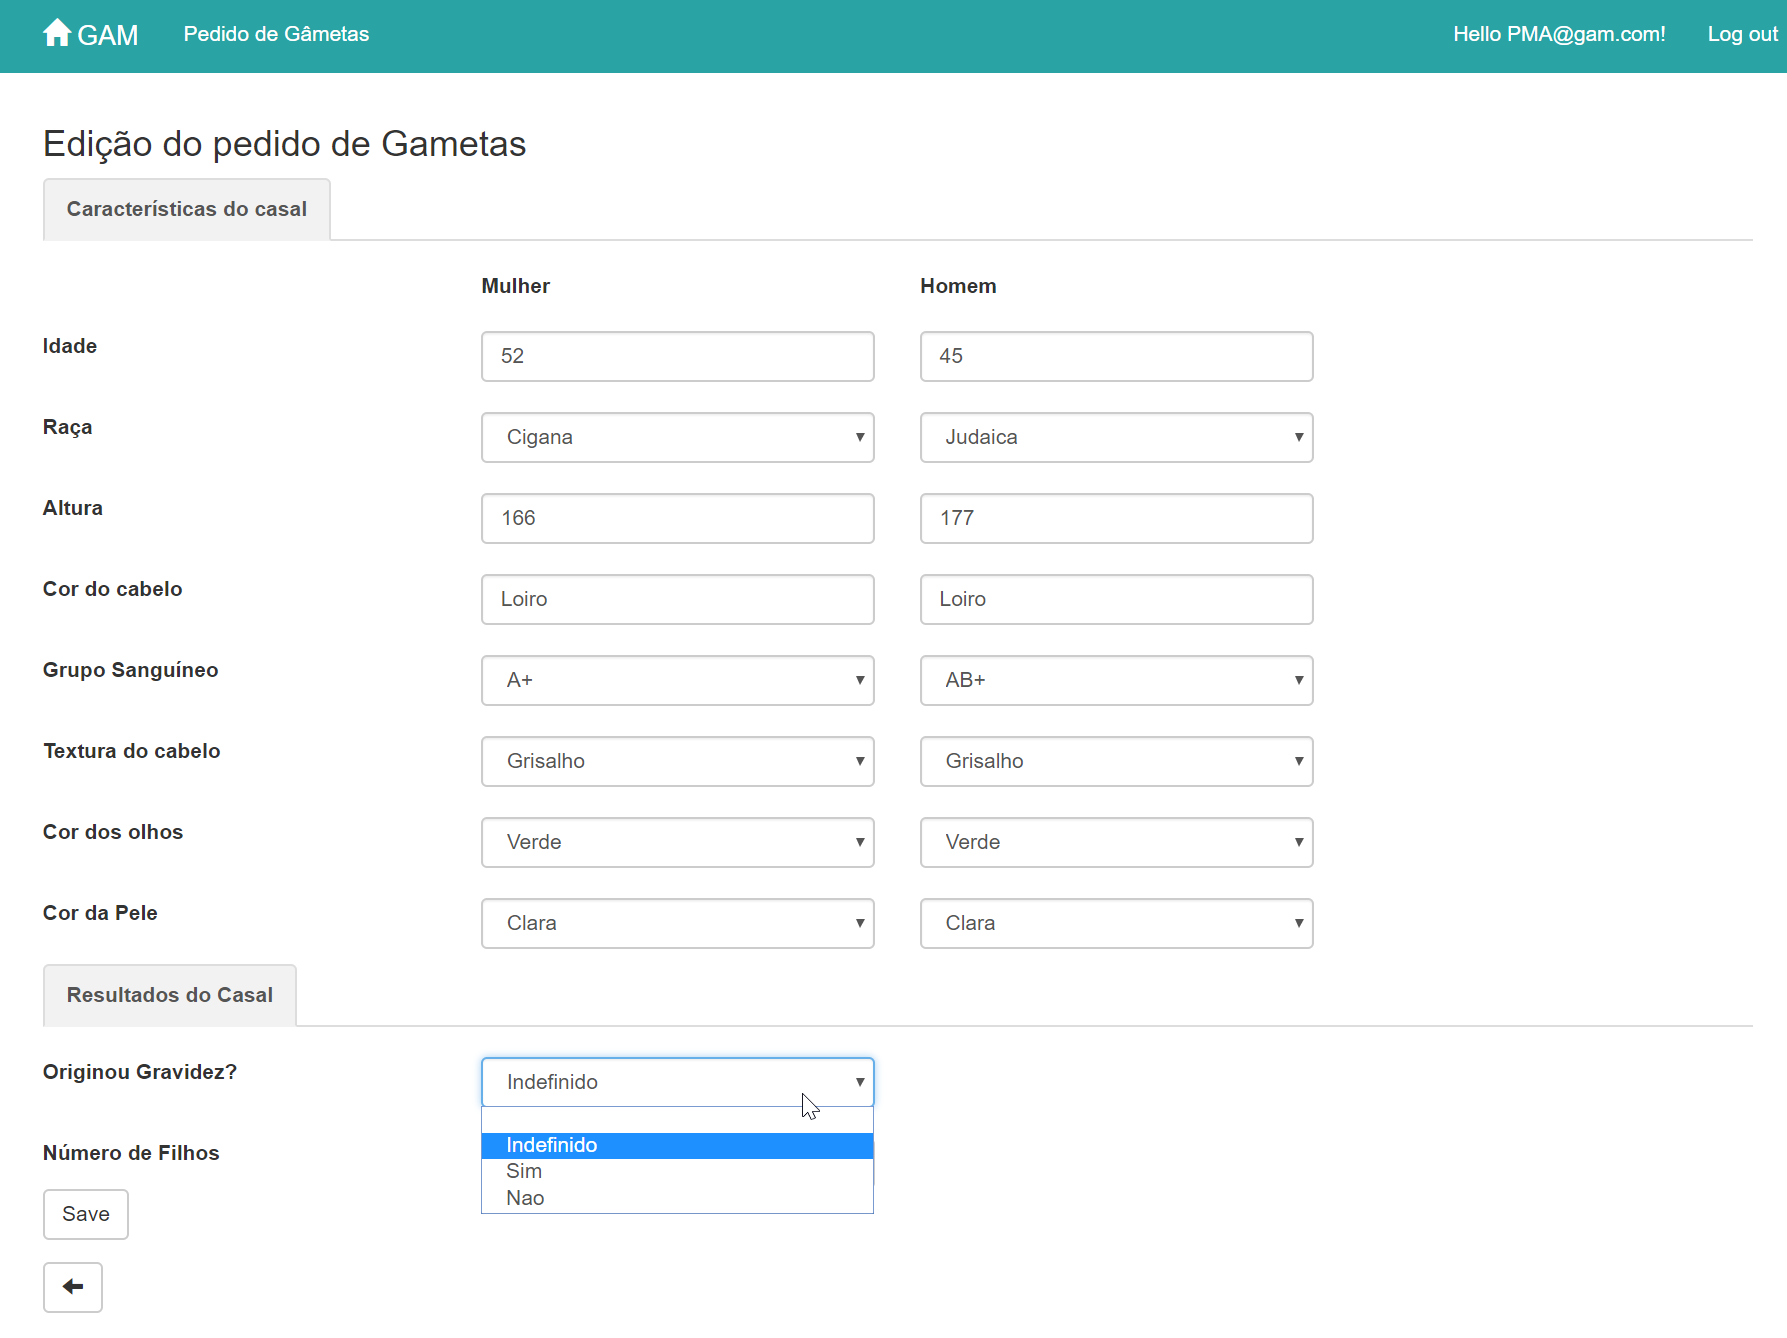 GAM Pedido de Gâmetas Hello PMA@gam.com! Log out
Edição do pedido de Gametas
Características do casal
Mulher Homem
Idade 52 45
Raça Cigana Judaica
Altura 166 177
Cor do cabelo Loiro Loiro
Grupo Sanguíneo A+ AB+
Textura do cabelo Grisalho Grisalho
Cor dos olhos Verde Verde
Cor da Pele Clara Clara
Resultados do Casal
Originou Gravidez? Indefinido
Indefinido
Número de Filhos
Sim
Nao
Save